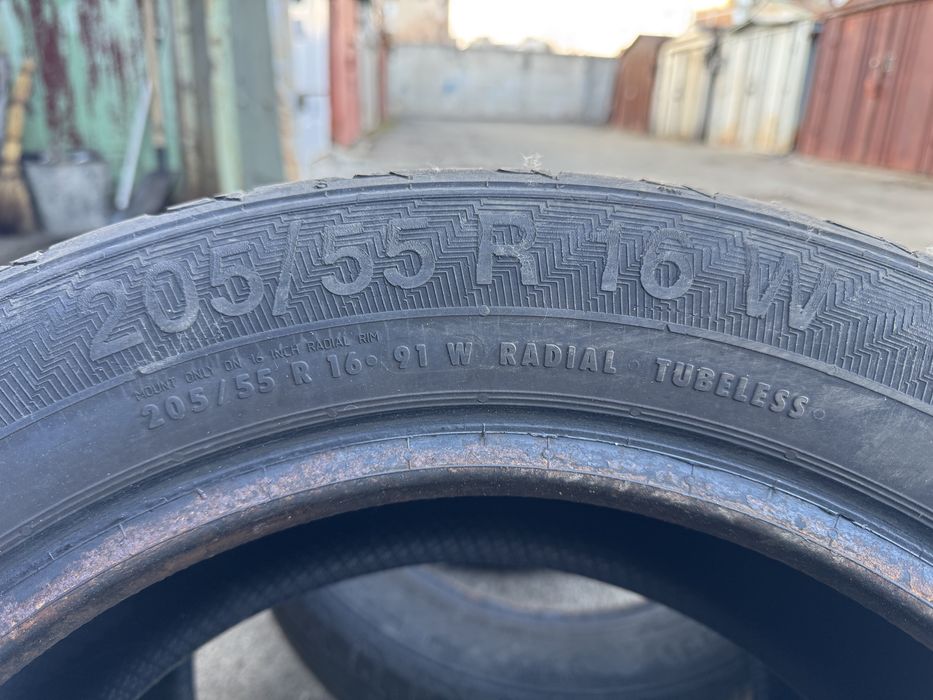 205/55 R 16 W
MOUNT ONLY ON 16 INCH RADIAL RIM
205/55 R 16 • 91 W RADIAL • TUBELESS •